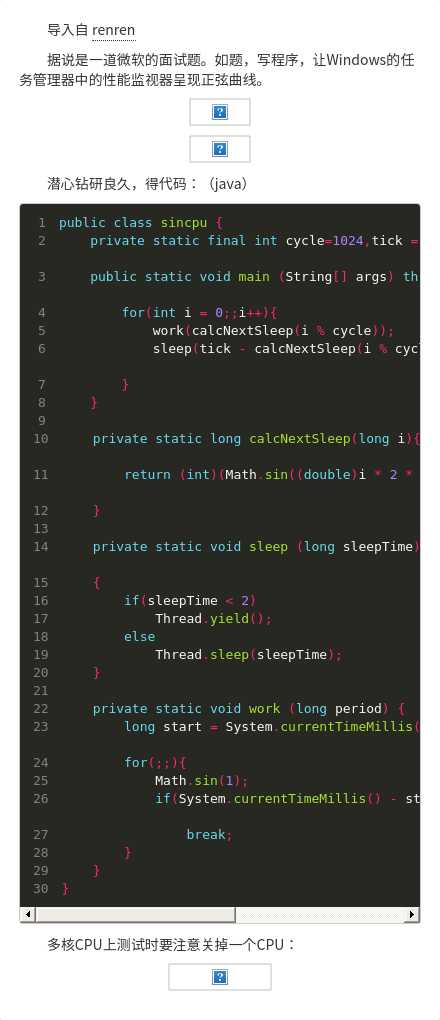 导入自 renren
据说是一道微软的面试题。如题，写程序，让Windows的任
务管理器中的性能监视器呈现正弦曲线。
潜心钻研良久，得代码：（java）
1 public class sincpu {
2 private static final int cycle=1024,tick =
3 public static void main (String[] args) th
4 for(int i = 0;;i++){
5 work(calcNextSleep(i % cycle));
6 sleep(tick - calcNextSleep(i % cycl
7 }
8 }
9
10 private static long calcNextSleep(long i){
11 return (int)(Math.sin((double)i * 2 *
12 }
13
14 private static void sleep (long sleepTime)
15 {
16 if(sleepTime < 2)
17 Thread.yield();
18 else
19 Thread.sleep(sleepTime);
20 }
21
22 private static void work (long period) {
23 long start = System.currentTimeMillis(
24 for(;;){
25 Math.sin(1);
26 if(System.currentTimeMillis() - st
27 break;
28 }
29 }
30 }
多核CPU上测试时要注意关掉一个CPU：